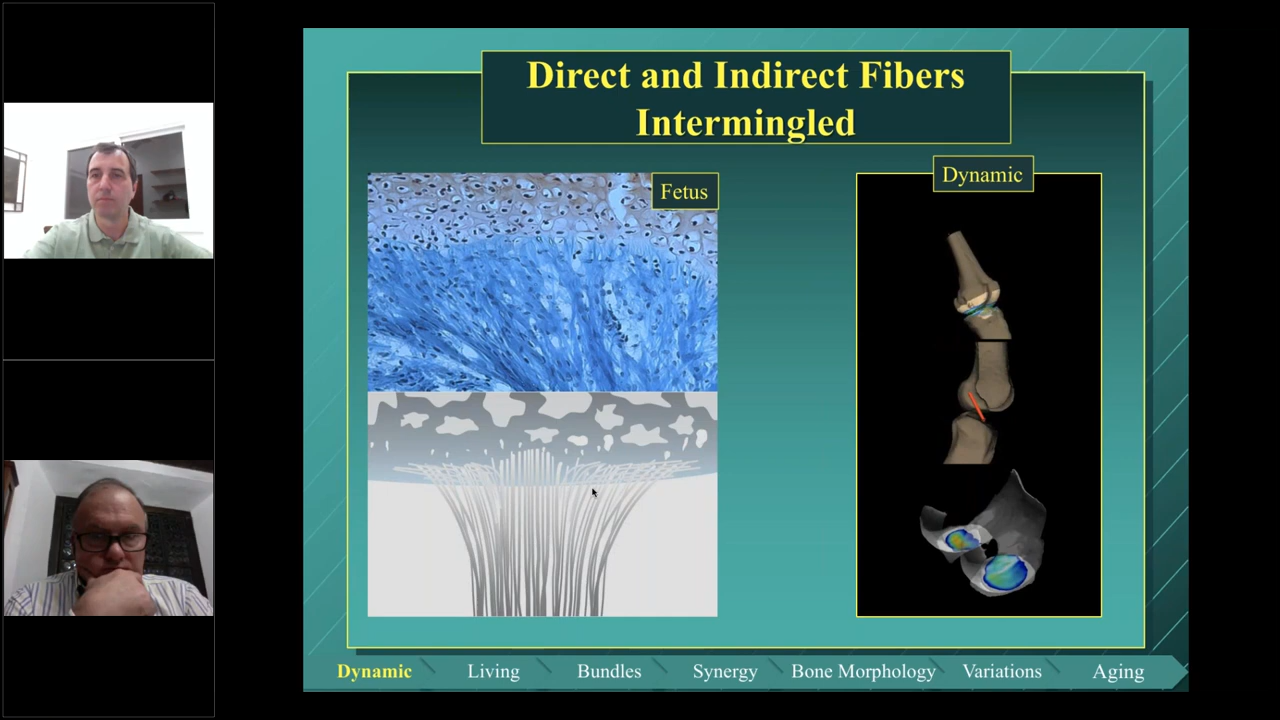 Direct and Indirect Fibers
Intermingled
Fetus
Dynamic
Dynamic
Living
Bundles
Synergy
Bone Morphology
Variations
Aging